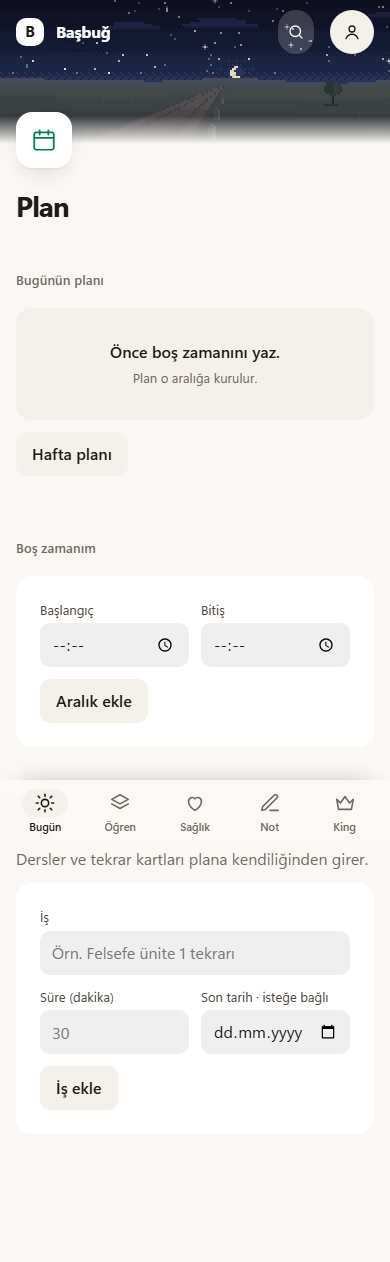 B Başbuğ
Plan
Bugünün planı
Önce boş zamanını yaz.
Plan o aralığa kurulur.
Hafta planı
Boş zamanım
Başlangıç Bitiş
--:-- --:--
Aralık ekle
Bugün Öğren Sağlık Not King
Dersler ve tekrar kartları plana kendiliğinden girer.
İş
Örn. Felsefe ünite 1 tekrarı
Süre (dakika) Son tarih · isteğe bağlı
30 dd.mm.yyyy
İş ekle